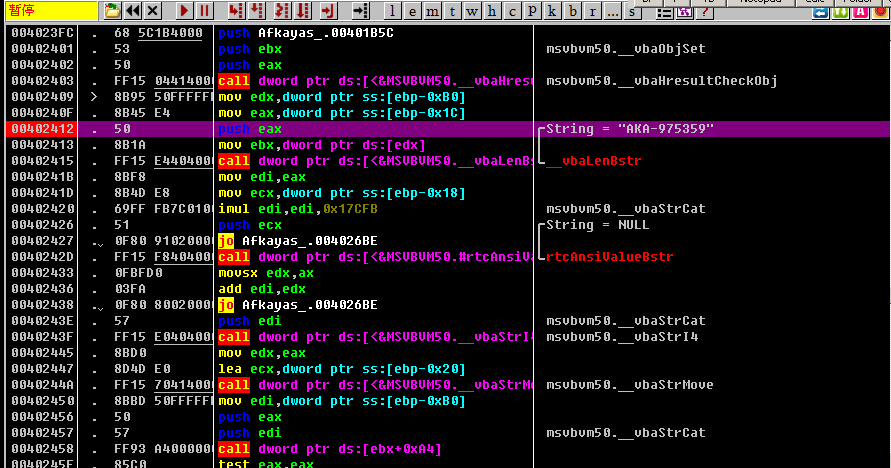 暂停 l e m t w h c p k b r ... s
004023FC . 68 5C1B4000 push Afkayas_.00401B5C
00402401 . 53 push ebx msvbvm50.__vbaObjSet
00402402 . 50 push eax
00402403 . FF15 04414000 call dword ptr ds:[<&MSVBVM50.__vbaHresu msvbvm50.__vbaHresultCheckObj
00402409 > 8B95 50FFFFFF mov edx,dword ptr ss:[ebp-0xB0]
0040240F . 8B45 E4 mov eax,dword ptr ss:[ebp-0x1C]
00402412 . 50 push eax String = "AKA-975359"
00402413 . 8B1A mov ebx,dword ptr ds:[edx]
00402415 . FF15 E4404000 call dword ptr ds:[<&MSVBVM50.__vbaLenBs __vbaLenBstr
0040241B . 8BF8 mov edi,eax
0040241D . 8B4D E8 mov ecx,dword ptr ss:[ebp-0x18]
00402420 . 69FF FB7C0100 imul edi,edi,0x17CFB msvbvm50.__vbaStrCat
00402426 . 51 push ecx String = NULL
00402427 . 0F80 91020000 jo Afkayas_.004026BE
0040242D . FF15 F8404000 call dword ptr ds:[<&MSVBVM50.#rtcAnsiVa rtcAnsiValueBstr
00402433 . 0FBFD0 movsx edx,ax
00402436 . 03FA add edi,edx
00402438 . 0F80 80020000 jo Afkayas_.004026BE
0040243E . 57 push edi msvbvm50.__vbaStrCat
0040243F . FF15 E0404000 call dword ptr ds:[<&MSVBVM50.__vbaStrI4 msvbvm50.__vbaStrI4
00402445 . 8BD0 mov edx,eax
00402447 . 8D4D E0 lea ecx,dword ptr ss:[ebp-0x20]
0040244A . FF15 70414000 call dword ptr ds:[<&MSVBVM50.__vbaStrMo msvbvm50.__vbaStrMove
00402450 . 8BBD 50FFFFFF mov edi,dword ptr ss:[ebp-0xB0]
00402456 . 50 push eax
00402457 . 57 push edi msvbvm50.__vbaStrCat
00402458 . FF93 A4000000 call dword ptr ds:[ebx+0xA4]
0040245E . 85C0 test eax,eax